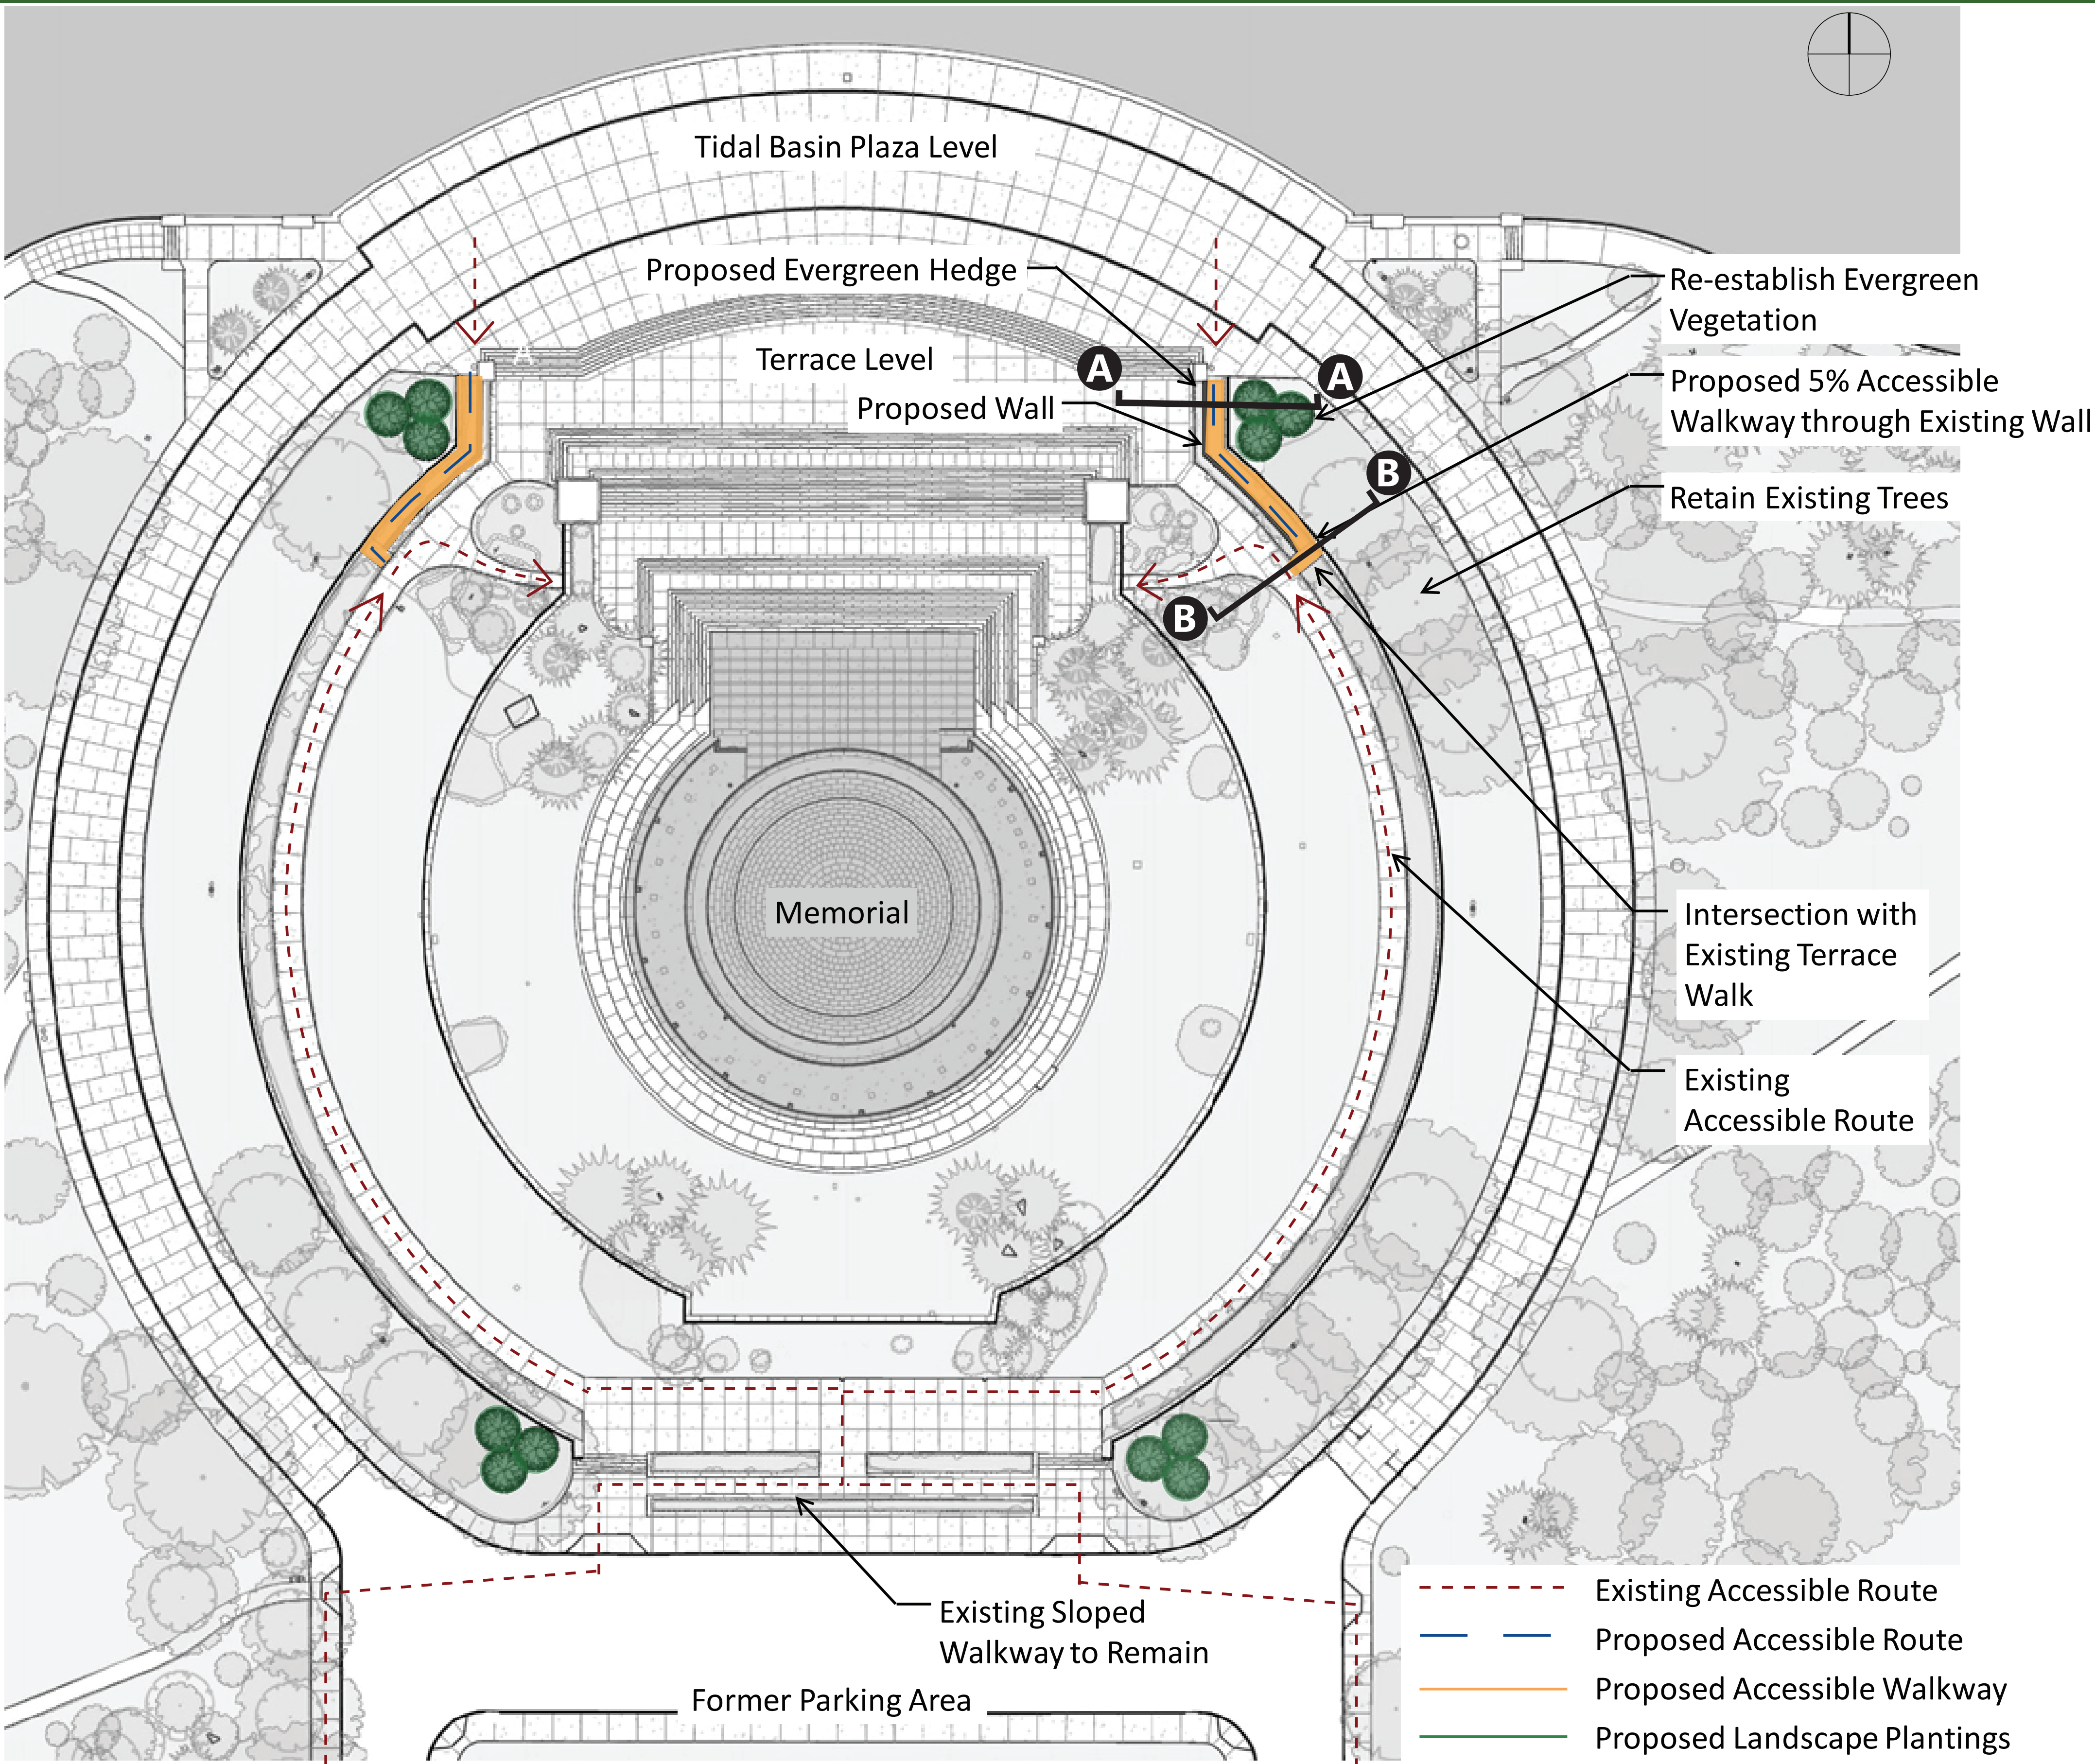 Tidal Basin Plaza Level
Proposed Evergreen Hedge
Re-establish Evergreen
Vegetation
A
Terrace Level
A
A
Proposed 5% Accessible
Walkway through Existing Wall
Proposed Wall
B
Retain Existing Trees
B
Memorial
Intersection with
Existing Terrace
Walk
Existing
Accessible Route
Existing Sloped
Walkway to Remain
Former Parking Area
Existing Accessible Route
Proposed Accessible Route
Proposed Accessible Walkway
Proposed Landscape Plantings